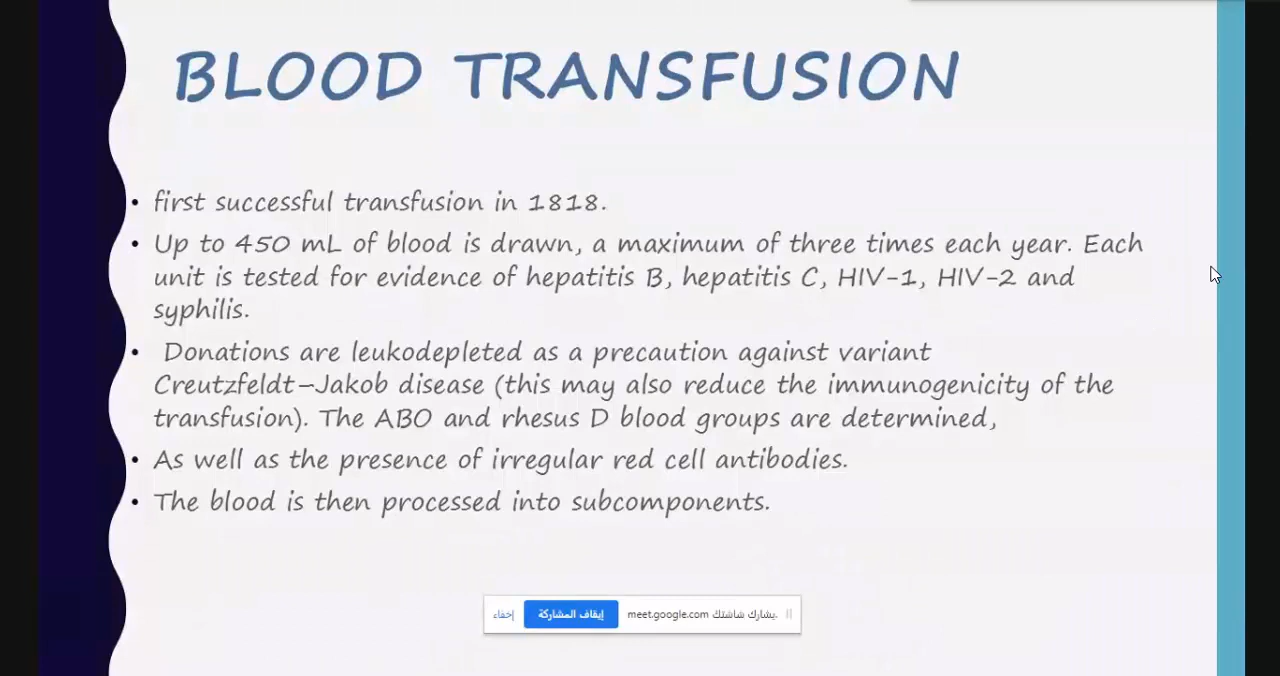 BLOOD TRANSFUSION
• first successful transfusion in 1818.
• Up to 450 mL of blood is drawn, a maximum of three times each year. Each
unit is tested for evidence of hepatitis B, hepatitis C, HIV-1, HIV-2 and
syphilis.
• Donations are leukodepleted as a precaution against variant
Creutzfeldt–Jakob disease (this may also reduce the immunogenicity of the
transfusion). The ABO and rhesus D blood groups are determined,
• As well as the presence of irregular red cell antibodies.
• The blood is then processed into subcomponents.
يشارك شاشتك meet.google.com. إيقاف المشاركة إخفاء